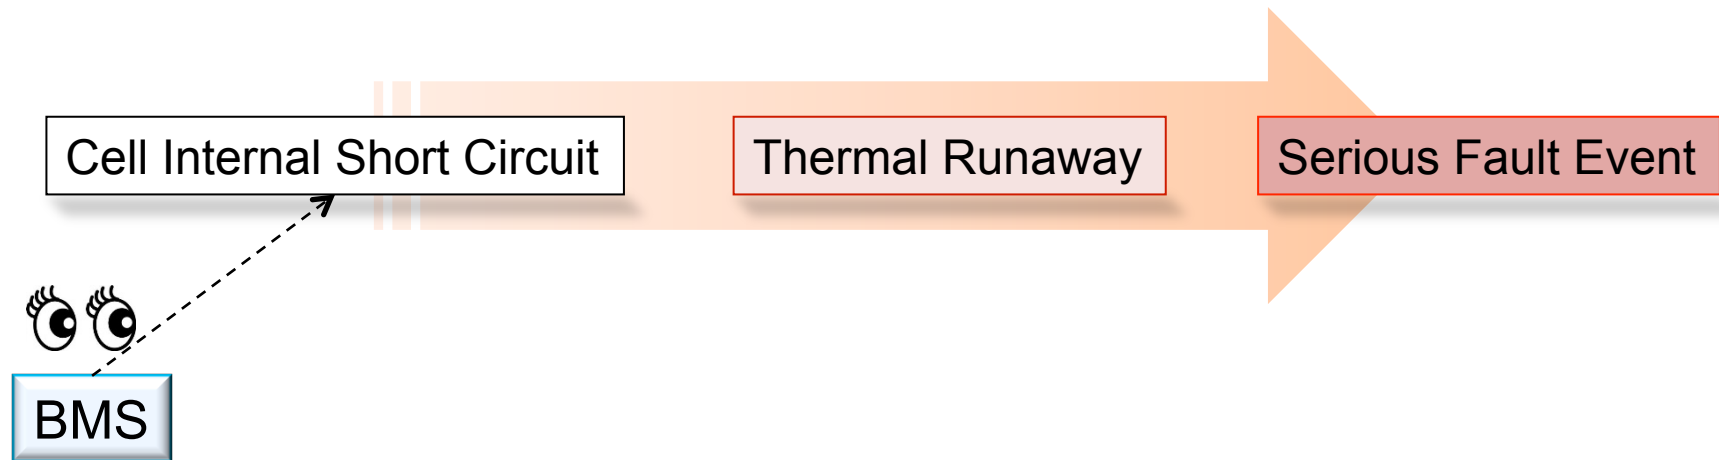 Cell Internal Short Circuit
Thermal Runaway
Serious Fault Event
BMS